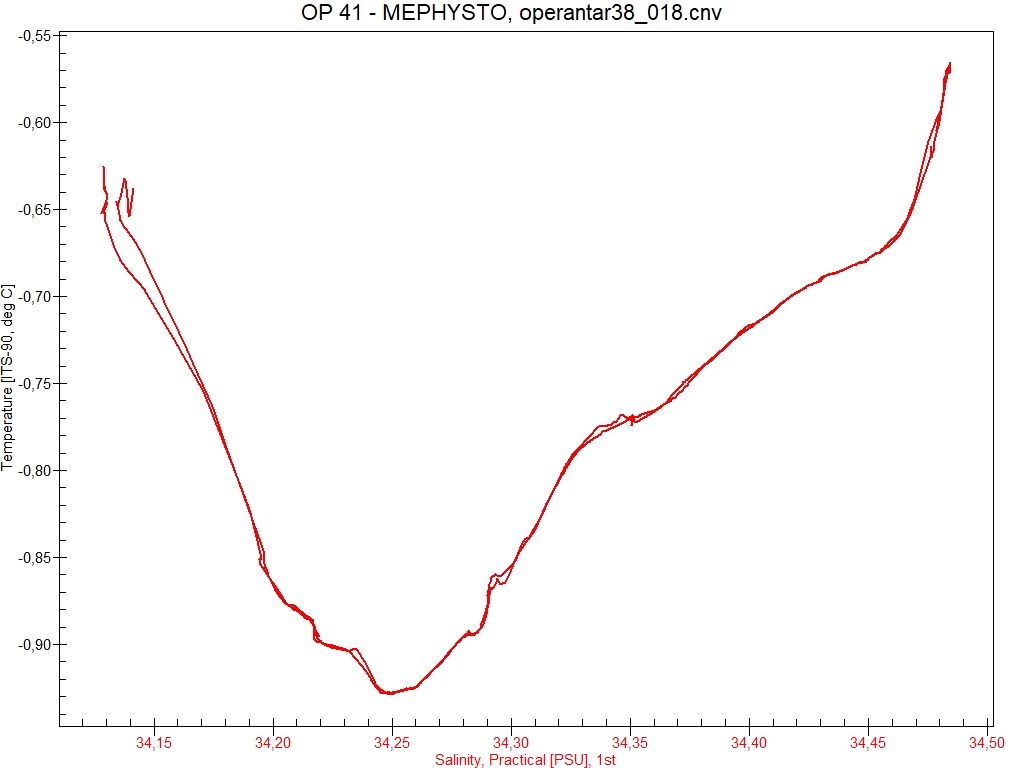 OP 41 - MEPHYSTO, operantar38_018.cnv
-0,55
-0,60
-0,65
-0,70
-0,75
-0,80
-0,85
-0,90
Temperature [ITS-90, deg C]
34,15 34,20 34,25 34,30 34,35 34,40 34,45 34,50
Salinity, Practical [PSU], 1st